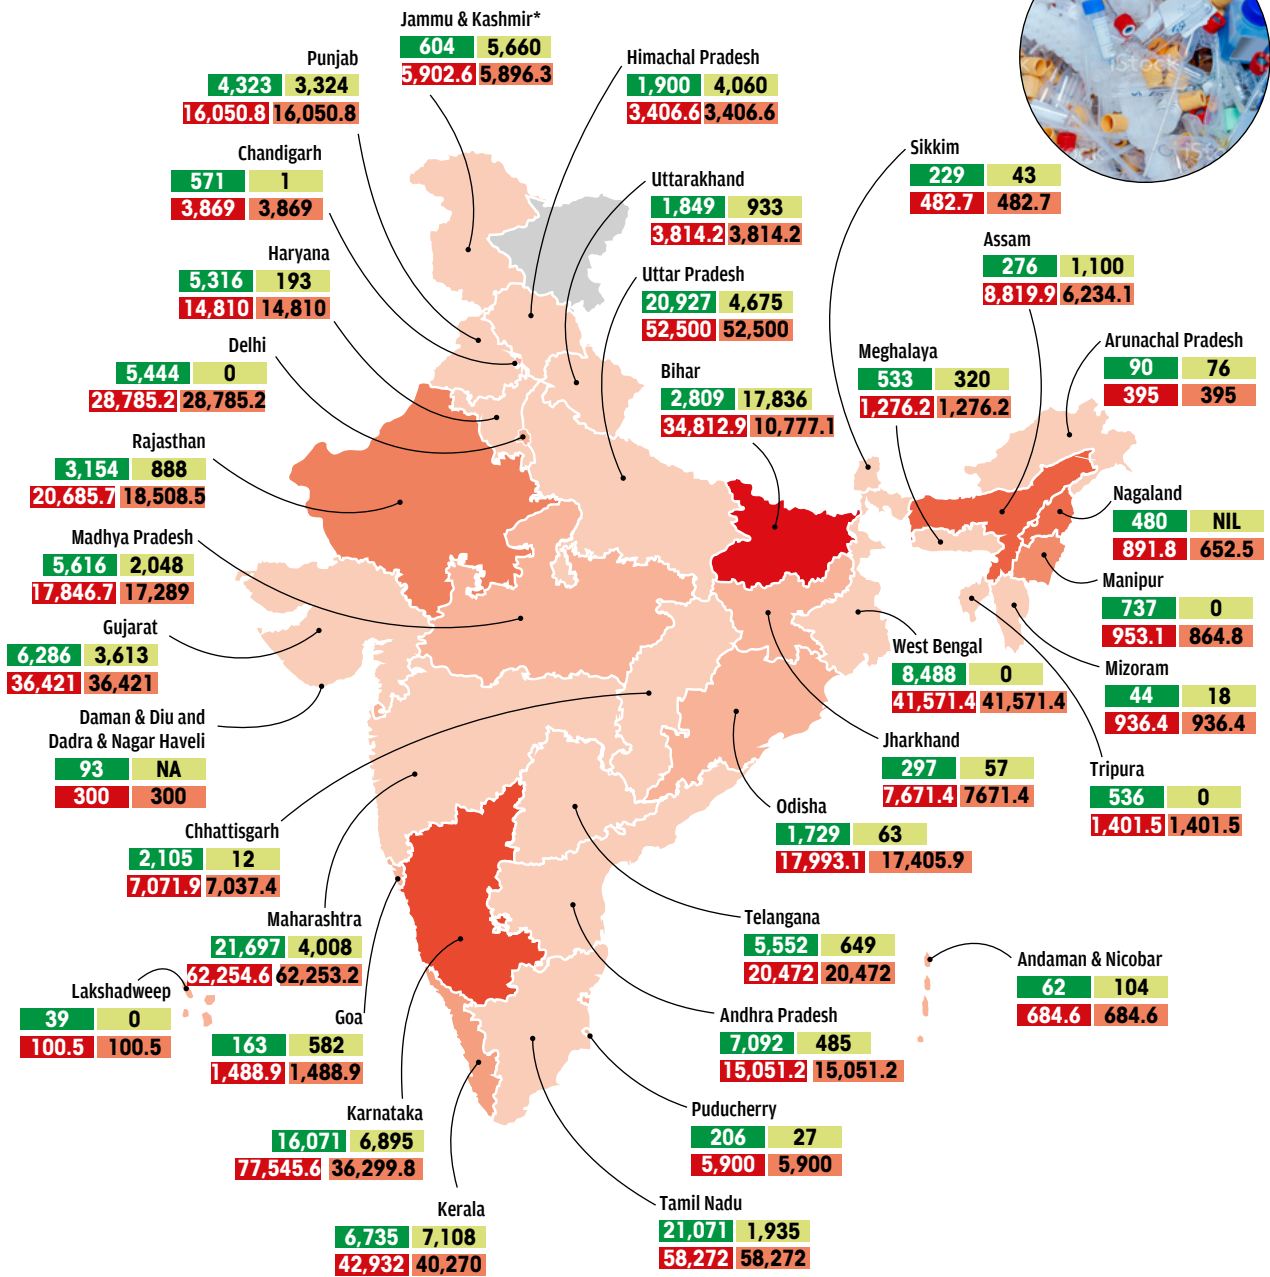 Jammu & Kashmir*
604 5,660
5,902.6 5,896.3
Punjab
4,323 3,324
16,050.8 16,050.8
Himachal Pradesh
1,900 4,060
3,406.6 3,406.6
iStock
Chandigarh
571 1
3,869 3,869
Uttarakhand
1,849 933
3,814.2 3,814.2
Sikkim
229 43
482.7 482.7
Haryana
5,316 193
14,810 14,810
Uttar Pradesh
20,927 4,675
52,500 52,500
Assam
276 1,100
8,819.9 6,234.1
Delhi
5,444 0
28,785.2 28,785.2
Bihar
2,809 17,836
34,812.9 10,777.1
Meghalaya
533 320
1,276.2 1,276.2
Arunachal Pradesh
90 76
395 395
Rajasthan
3,154 888
20,685.7 18,508.5
Nagaland
480 NIL
891.8 652.5
Madhya Pradesh
5,616 2,048
17,846.7 17,289
Manipur
737 0
953.1 864.8
Gujarat
6,286 3,613
36,421 36,421
West Bengal
8,488 0
41,571.4 41,571.4
Mizoram
44 18
936.4 936.4
Daman & Diu and
Dadra & Nagar Haveli
93 NA
300 300
Jharkhand
297 57
7,671.4 7671.4
Tripura
536 0
1,401.5 1,401.5
Chhattisgarh
2,105 12
7,071.9 7,037.4
Odisha
1,729 63
17,993.1 17,405.9
Maharashtra
21,697 4,008
62,254.6 62,253.2
Telangana
5,552 649
20,472 20,472
Andaman & Nicobar
62 104
684.6 684.6
Lakshadweep
39 0
100.5 100.5
Goa
163 582
1,488.9 1,488.9
Andhra Pradesh
7,092 485
15,051.2 15,051.2
Karnataka
16,071 6,895
77,545.6 36,299.8
Puducherry
206 27
5,900 5,900
Kerala
6,735 7,108
42,932 40,270
Tamil Nadu
21,071 1,935
58,272 58,272